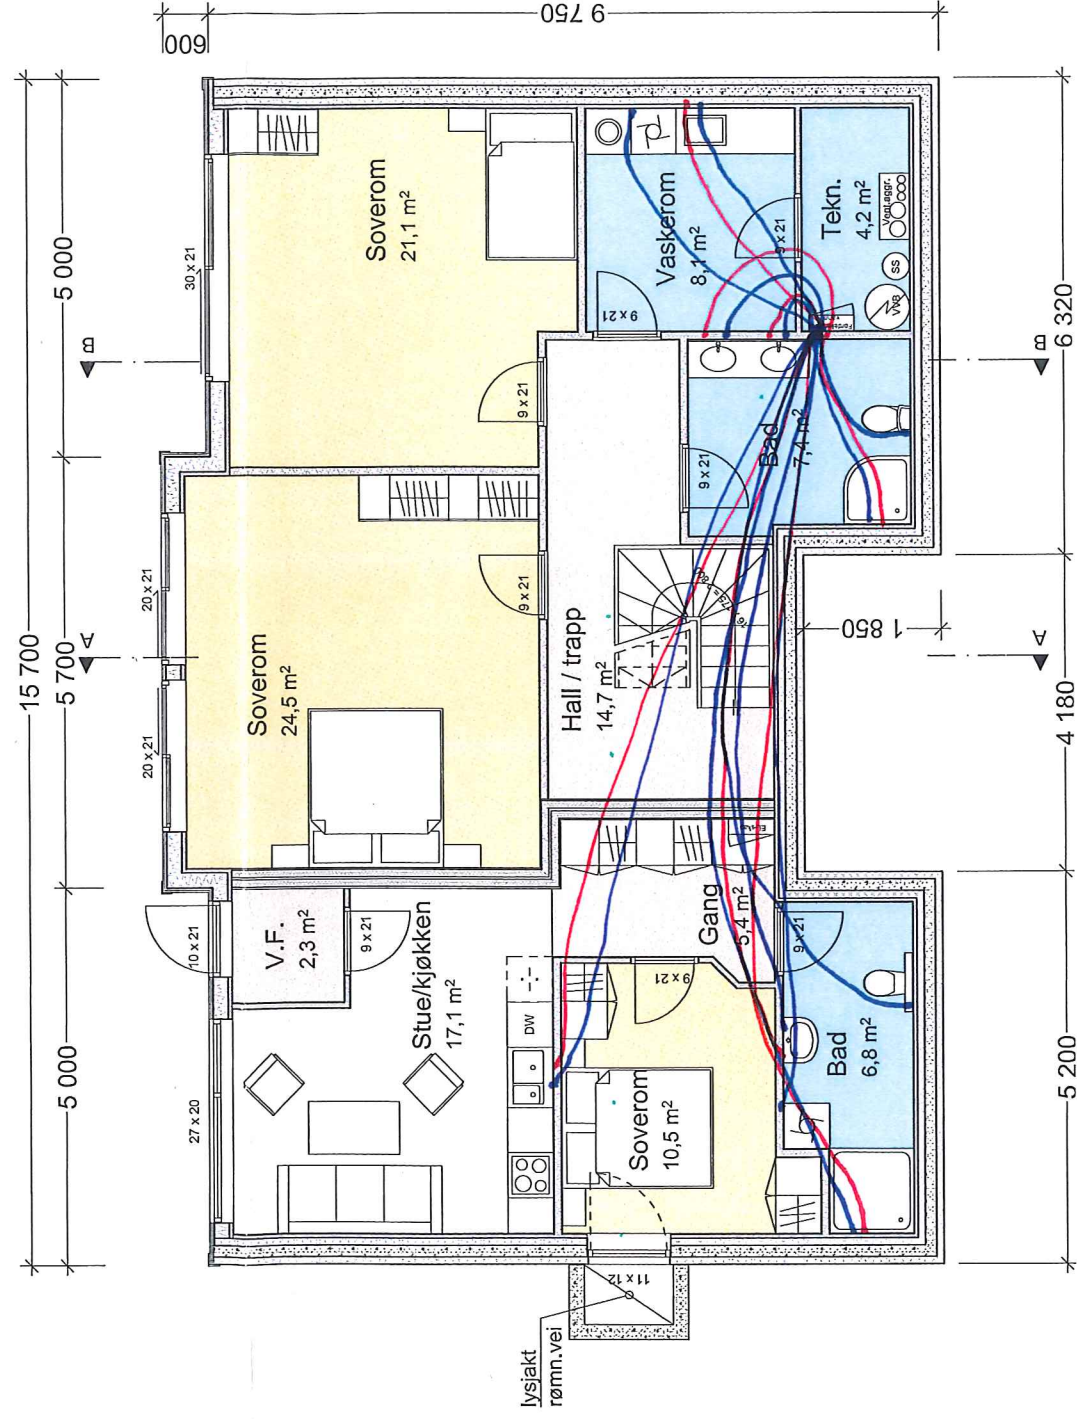 15 700
5 000
5 700
5 000
600
9 750
27 x 20
10 x 21
20 x 21
20 x 21
30 x 21
A
B
V.F.
2,3 m²
9 x 21
Stue/kjøkken
17,1 m²
DW
Soverom
24,5 m²
9 x 21
Soverom
21,1 m²
9 x 21
Hall / trapp
14,7 m²
Gang
5,4 m²
9 x 21
9 x 21
Soverom
10,5 m²
11 x 12
lysjakt
rømn.vei
Bad
6,8 m²
Bad
7,4 m²
9 x 21
Vaskerom
8,1 m²
9 x 21
9 x 21
Tekn.
4,2 m²
Vent.aggr.
SS
VVB
1 850
A
B
5 200
4 180
6 320